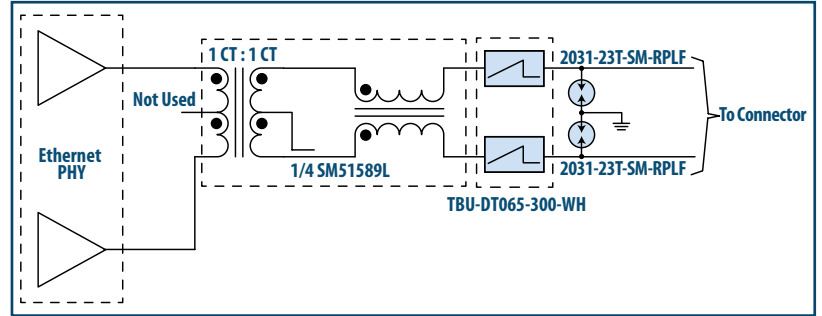 1 CT : 1 CT
2031-23T-SM-RPLF
Not Used
To Connector
Ethernet
PHY
1/4 SM51589L
2031-23T-SM-RPLF
TBU-DT065-300-WH